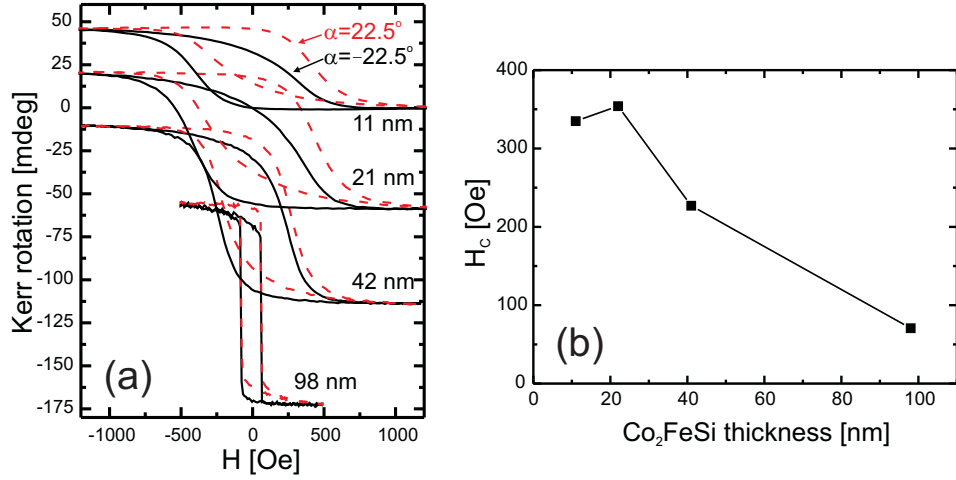 50
25
0
-25
-50
-75
-100
-125
-150
-175
Kerr rotation [mdeg]
α=22.5°
α=−22.5°
11 nm
21 nm
42 nm
98 nm
(a)
-1000 -500 0 500 1000
H [Oe]
400
300
200
100
0
H_C [Oe]
(b)
0 20 40 60 80 100
Co₂FeSi thickness [nm]